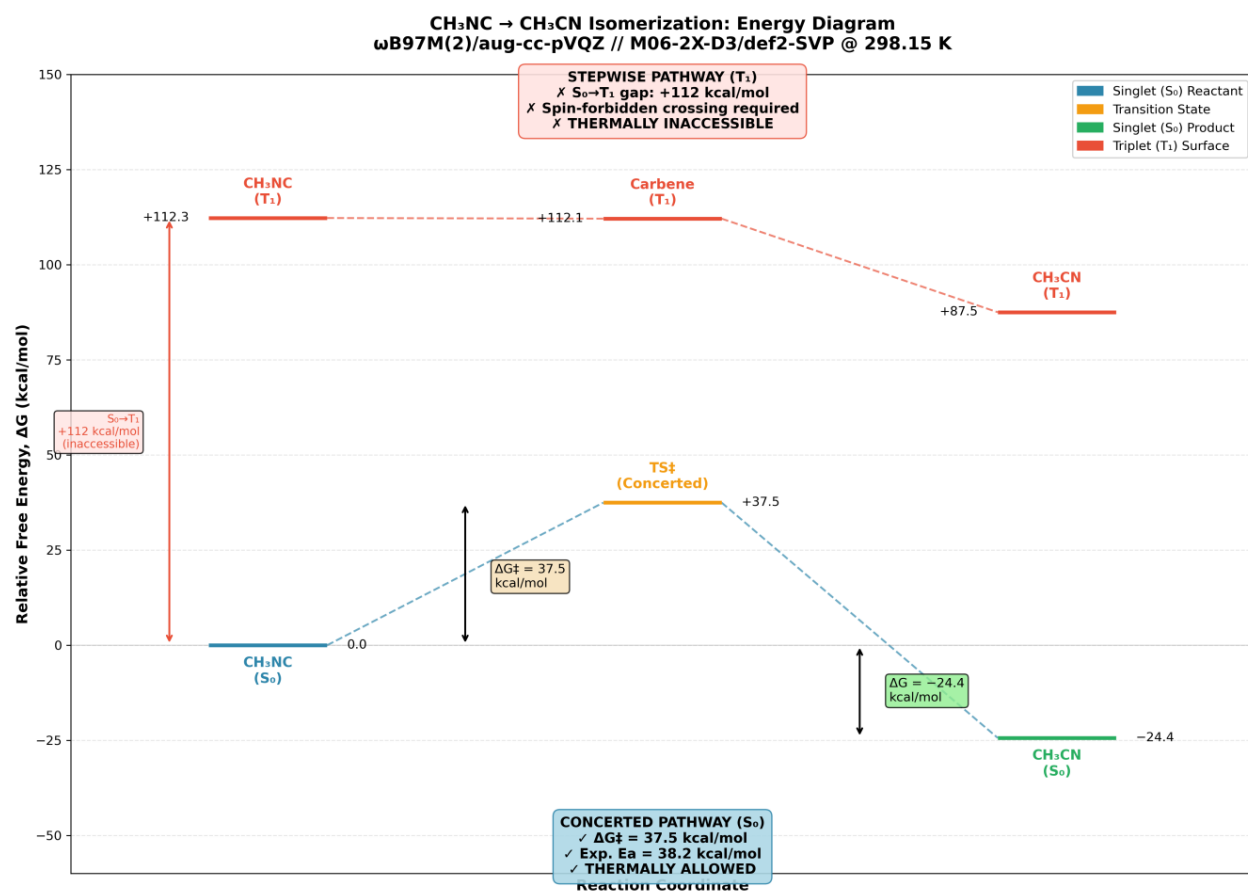 CH₃NC → CH₃CN Isomerization: Energy Diagram
ωB97M(2)/aug-cc-pVQZ // M06-2X-D3/def2-SVP @ 298.15 K
STEPWISE PATHWAY (T₁)
✗ S₀→T₁ gap: +112 kcal/mol
✗ Spin-forbidden crossing required
✗ THERMALLY INACCESSIBLE
Singlet (S₀) Reactant
Transition State
Singlet (S₀) Product
Triplet (T₁) Surface
Relative Free Energy, ΔG (kcal/mol)
150
125
100
75
50
25
0
−25
−50
CH₃NC
(T₁)
+112.3
Carbene
(T₁)
+112.1
CH₃CN
(T₁)
+87.5
S₀→T₁
+112 kcal/mol
(inaccessible)
TS‡
(Concerted)
+37.5
ΔG‡ = 37.5
kcal/mol
0.0
CH₃NC
(S₀)
ΔG = −24.4
kcal/mol
−24.4
CH₃CN
(S₀)
CONCERTED PATHWAY (S₀)
✓ ΔG‡ = 37.5 kcal/mol
✓ Exp. Ea = 38.2 kcal/mol
✓ THERMALLY ALLOWED
Reaction Coordinate